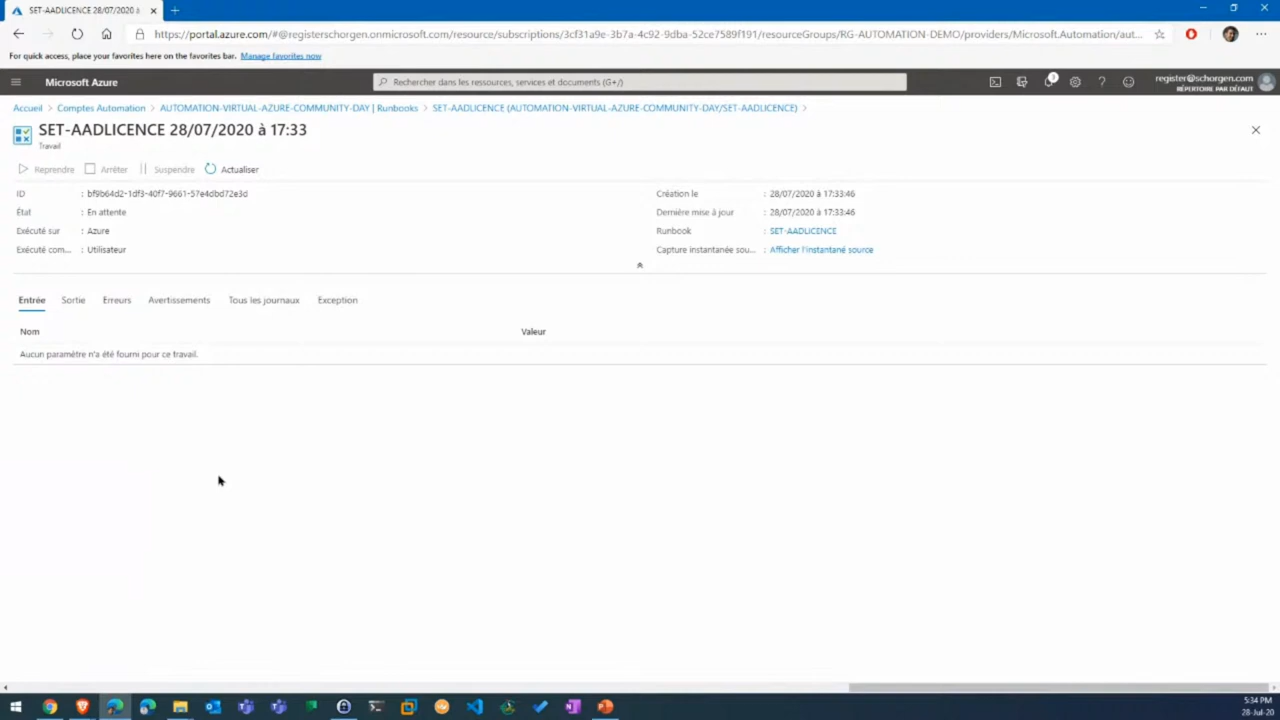 SET-AADLICENCE 28/07/2020 à
https://portal.azure.com/#@registerschorgen.onmicrosoft.com/resource/subscriptions/3cf31a9e-3b7a-4c92-9dba-52ce7589f191/resourceGroups/RG-AUTOMATION-DEMO/providers/Microsoft.Automation/aut...
For quick access, place your favorites here on the favorites bar. Manage favorites now
Microsoft Azure
Rechercher dans les ressources, services et documents (G+/)
1
register@schorgen.com
RÉPERTOIRE PAR DÉFAUT
Accueil > Comptes Automation > AUTOMATION-VIRTUAL-AZURE-COMMUNITY-DAY | Runbooks > SET-AADLICENCE (AUTOMATION-VIRTUAL-AZURE-COMMUNITY-DAY/SET-AADLICENCE) >
SET-AADLICENCE 28/07/2020 à 17:33
Travail
Reprendre Arrêter Suspendre Actualiser
ID : bf9b64d2-1df3-40f7-9661-57e4dbd72e3d
Création le : 28/07/2020 à 17:33:46
État : En attente
Dernière mise à jour : 28/07/2020 à 17:33:46
Exécuté sur : Azure
Runbook : SET-AADLICENCE
Exécuté com... : Utilisateur
Capture instantanée sou... : Afficher l'instantané source
Entrée Sortie Erreurs Avertissements Tous les journaux Exception
Nom Valeur
Aucun paramètre n'a été fourni pour ce travail.
5:34 PM
28-Jul-20